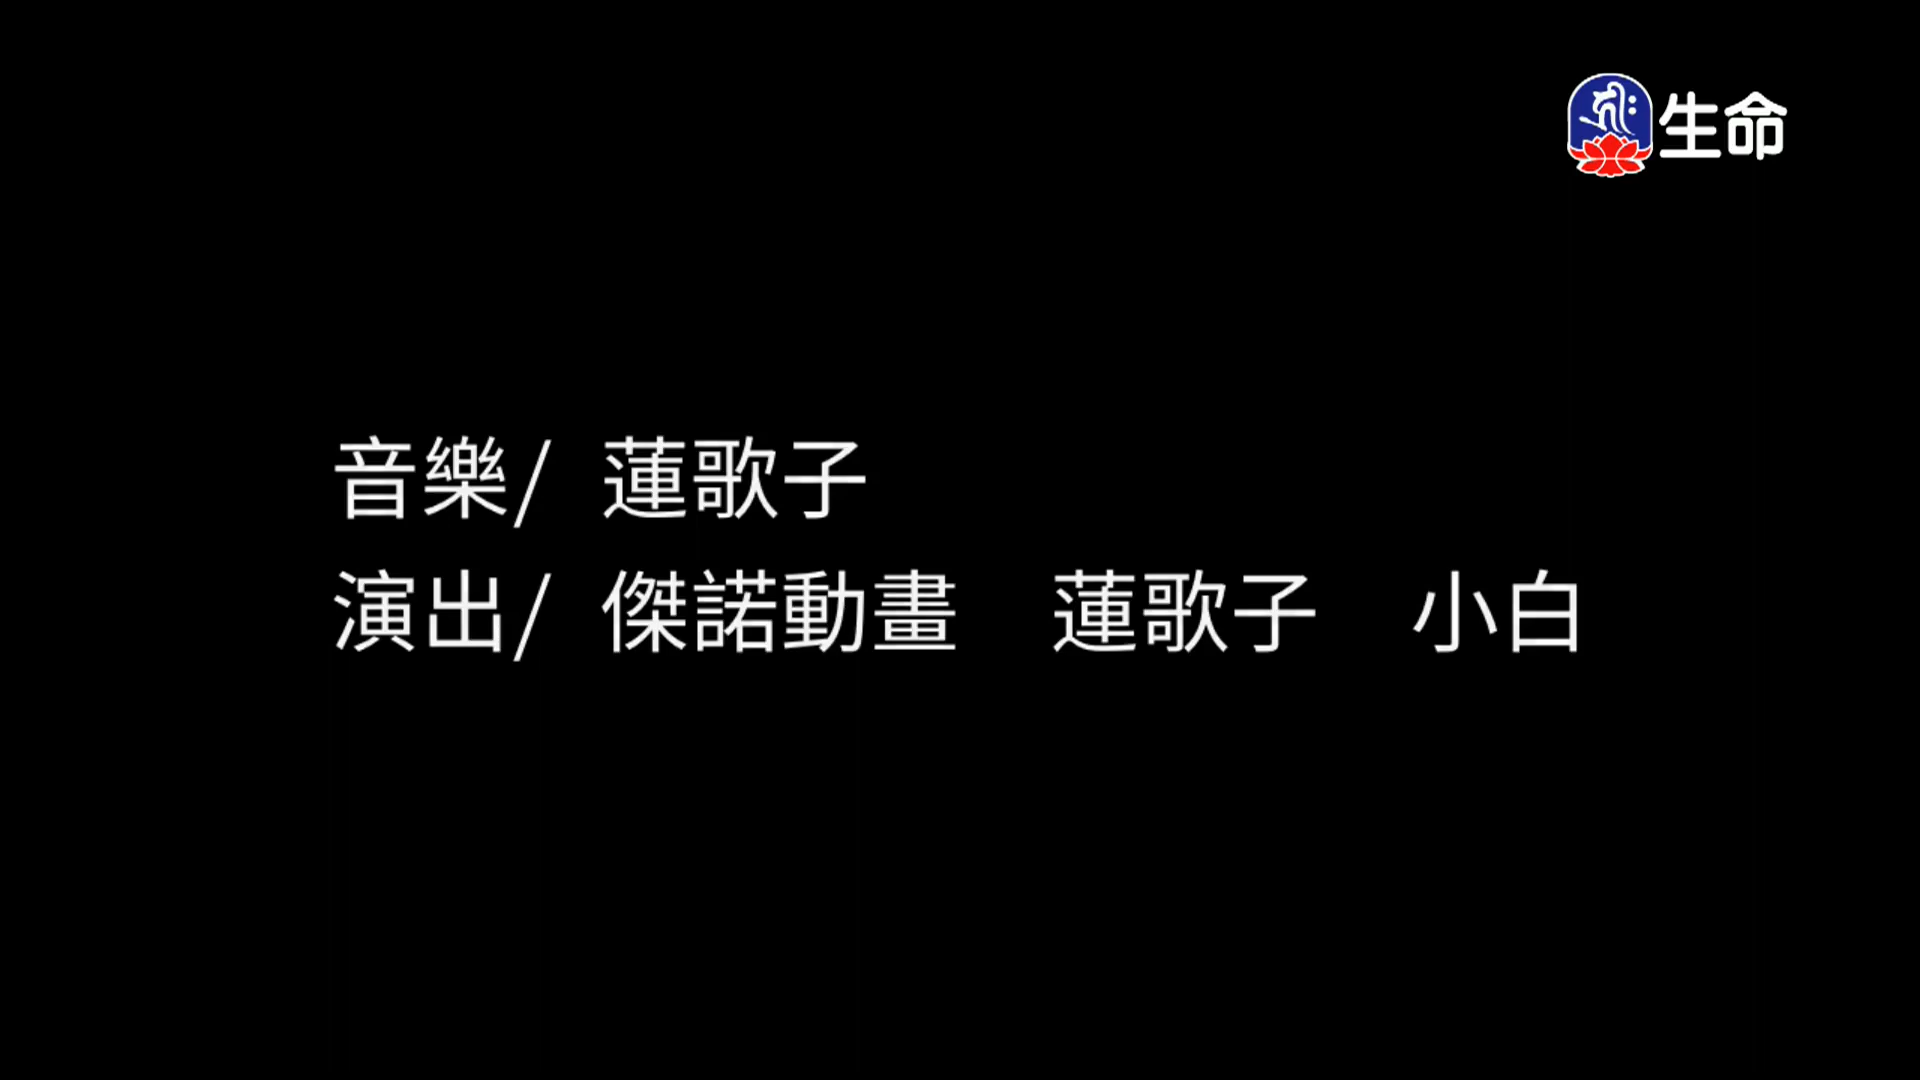 生命
音樂/ 蓮歌子
演出/ 傑諾動畫　蓮歌子　小白